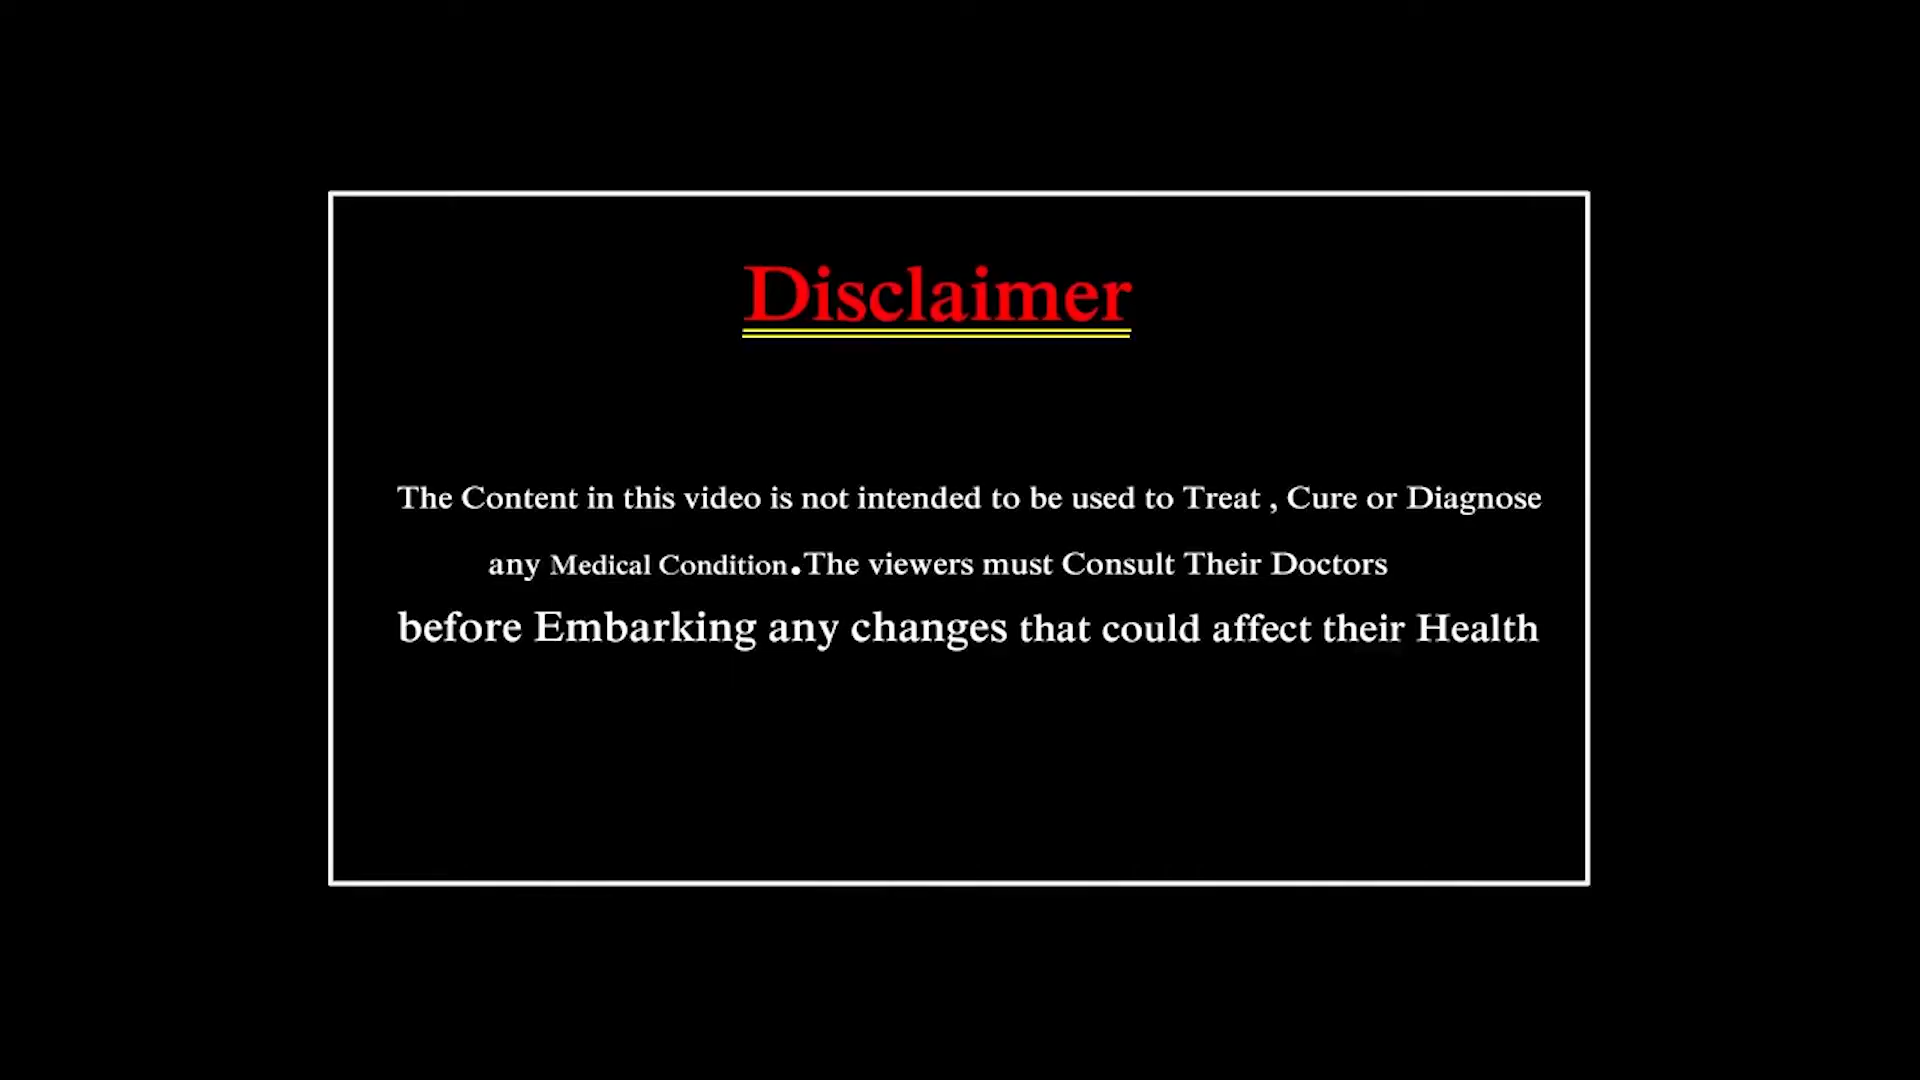 Disclaimer
The Content in this video is not intended to be used to Treat , Cure or Diagnose
any Medical Condition.The viewers must Consult Their Doctors
before Embarking any changes that could affect their Health